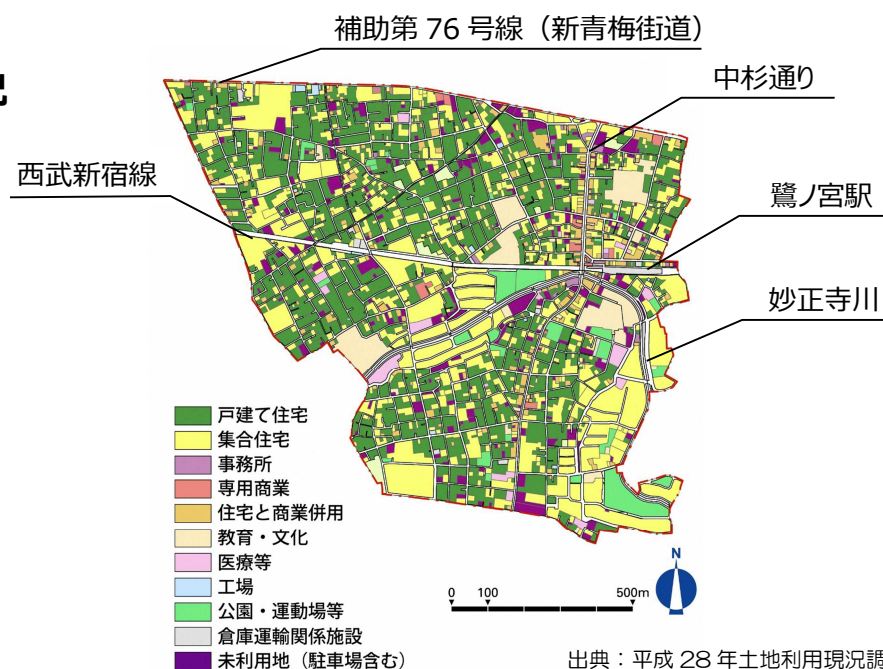 補助第 76 号線（新青梅街道）
中杉通り
西武新宿線
鷺ノ宮駅
妙正寺川
戸建て住宅
集合住宅
事務所
専用商業
住宅と商業併用
教育・文化
医療等
工場
公園・運動場等
倉庫運輸関係施設
未利用地（駐車場含む）
0 100 500m
N
出典：平成 28 年土地利用現況調